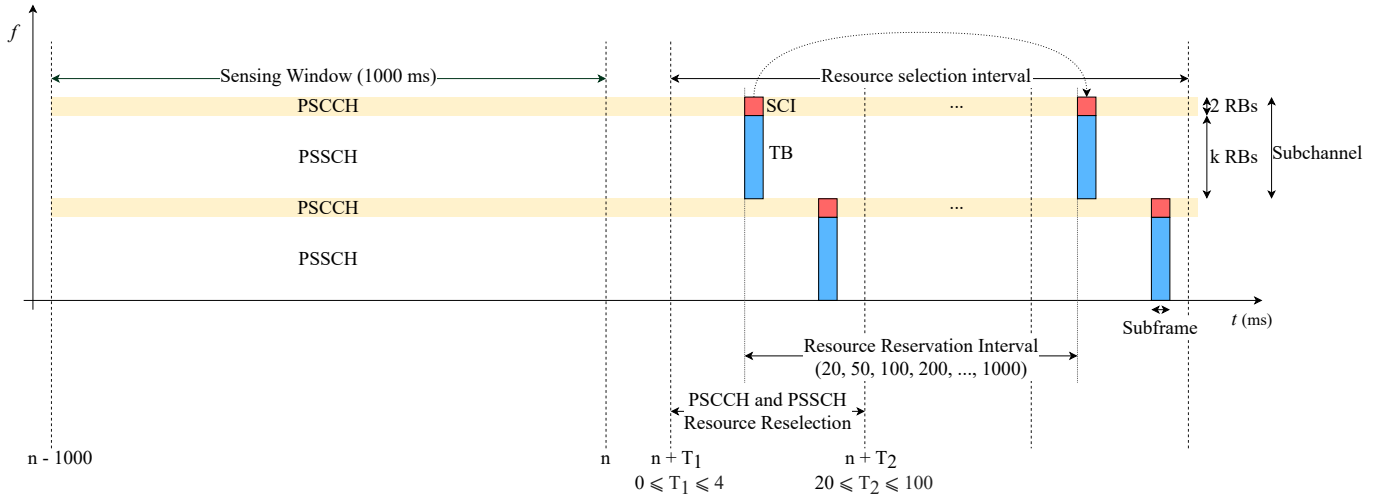 f
Sensing Window (1000 ms)
Resource selection interval
PSCCH
SCI
...
2 RBs
PSSCH
TB
k RBs
Subchannel
PSCCH
...
PSSCH
t (ms)
Subframe
Resource Reservation Interval
(20, 50, 100, 200, ..., 1000)
PSCCH and PSSCH
Resource Reselection
n - 1000
n
n + T1
0 ⩽ T1 ⩽ 4
n + T2
20 ⩽ T2 ⩽ 100